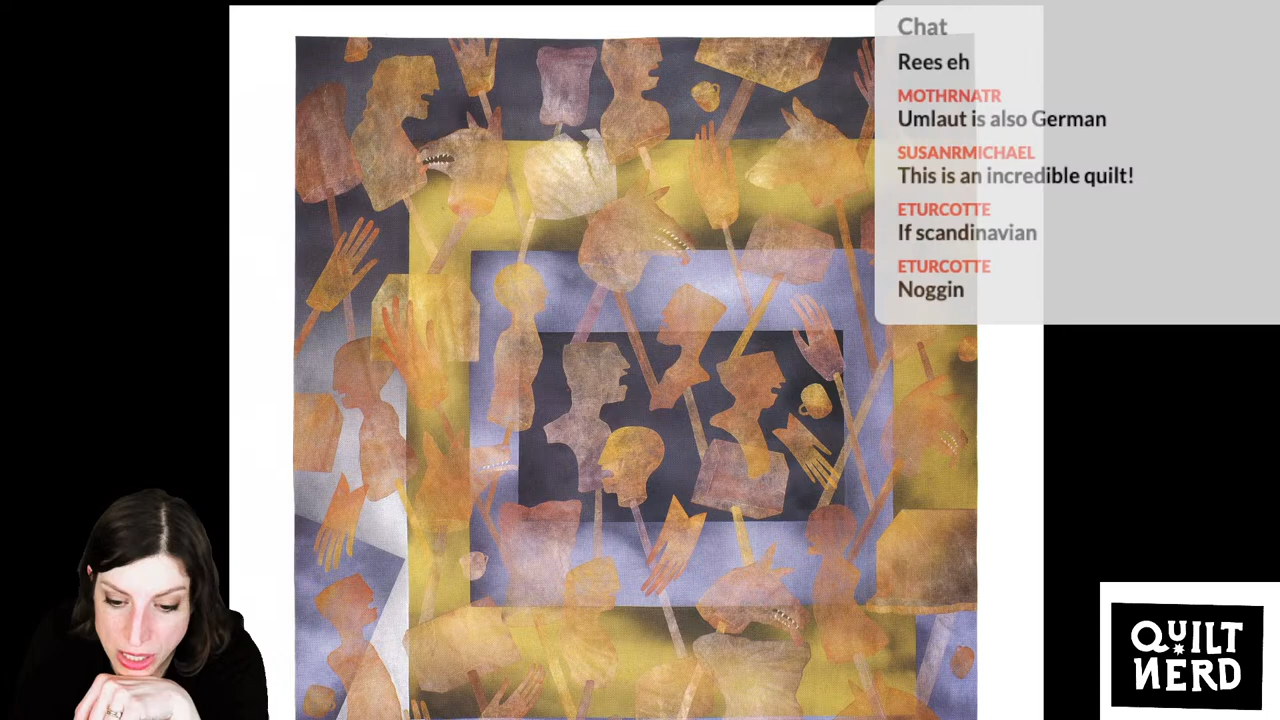 Chat
Rees eh
MOTHRNATR
Umlaut is also German
SUSANRMICHAEL
This is an incredible quilt!
ETURCOTTE
If scandinavian
ETURCOTTE
Noggin
QUILT
NERD